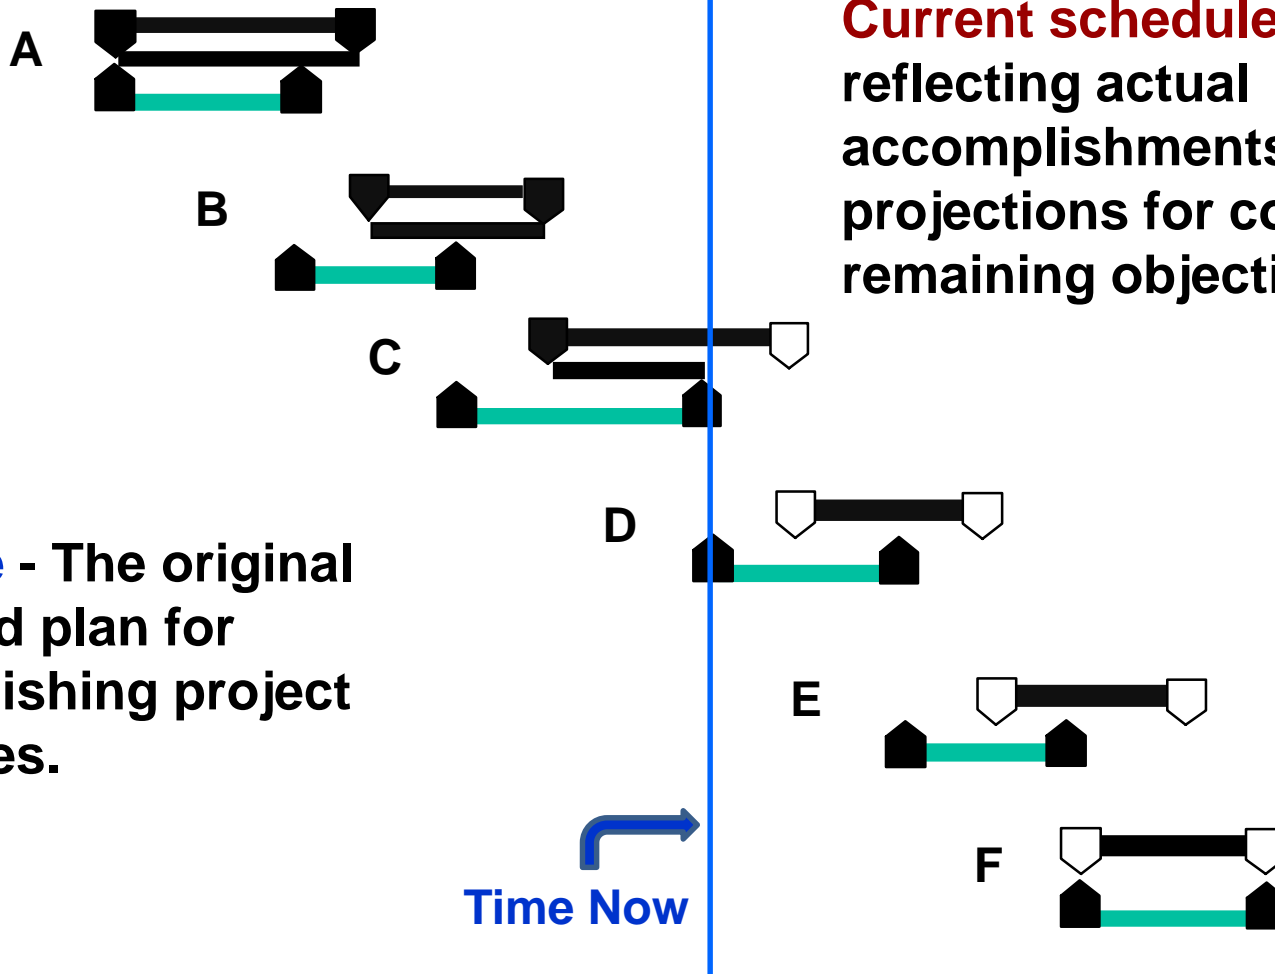 A
Current schedule
reflecting actual
accomplishments
projections for co
remaining objecti
B
C
D
e - The original
d plan for
ishing project
es.
E
F
Time Now